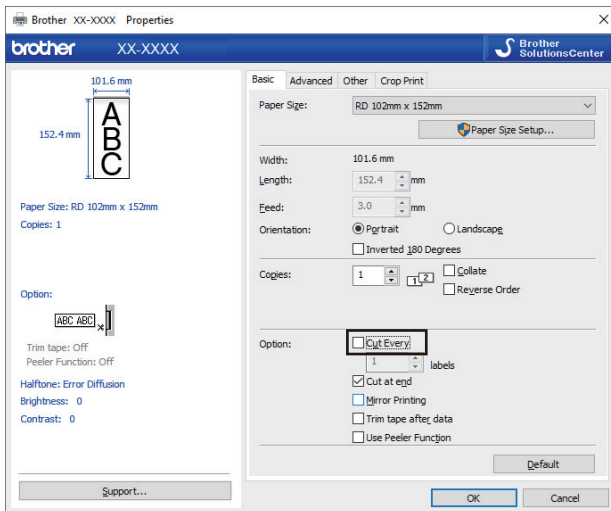 Brother XX-XXXX Properties
brother XX-XXXX
Brother
SolutionsCenter
101.6 mm
152.4 mm
A
B
C
Paper Size: RD 102mm x 152mm
Copies: 1
Option:
ABC ABC
Trim tape: Off
Peeler Function: Off
Halftone: Error Diffusion
Brightness: 0
Contrast: 0
Support...
Basic Advanced Other Crop Print
Paper Size: RD 102mm x 152mm
Paper Size Setup...
Width: 101.6 mm
Length: 152.4 mm
Feed: 3.0 mm
Orientation: Portrait Landscape
Inverted 180 Degrees
Copies: 1 1 2 Collate
Reverse Order
Option: Cut Every
1 labels
Cut at end
Mirror Printing
Trim tape after data
Use Peeler Function
Default
OK Cancel